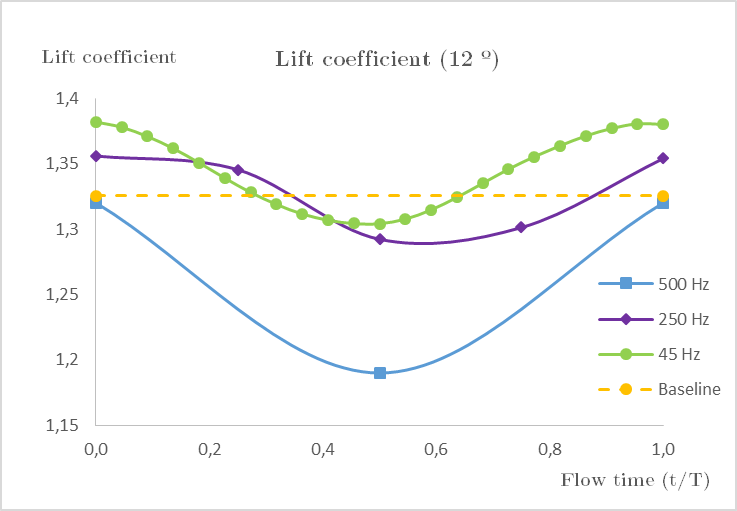 Lift coefficient
Lift coefficient (12 º)
1,4
1,35
1,3
1,25
1,2
1,15
0,0
0,2
0,4
0,6
0,8
1,0
Flow time (t/T)
500 Hz
250 Hz
45 Hz
Baseline